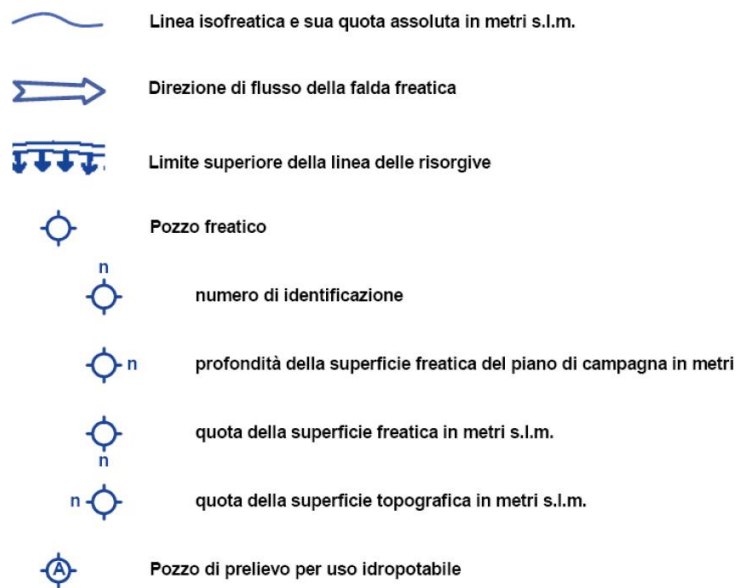 Linea isofreatica e sua quota assoluta in metri s.l.m.
Direzione di flusso della falda freatica
Limite superiore della linea delle risorgive
Pozzo freatico
n
numero di identificazione
n
profondità della superficie freatica del piano di campagna in metri
quota della superficie freatica in metri s.l.m.
n
n
quota della superficie topografica in metri s.l.m.
A
Pozzo di prelievo per uso idropotabile